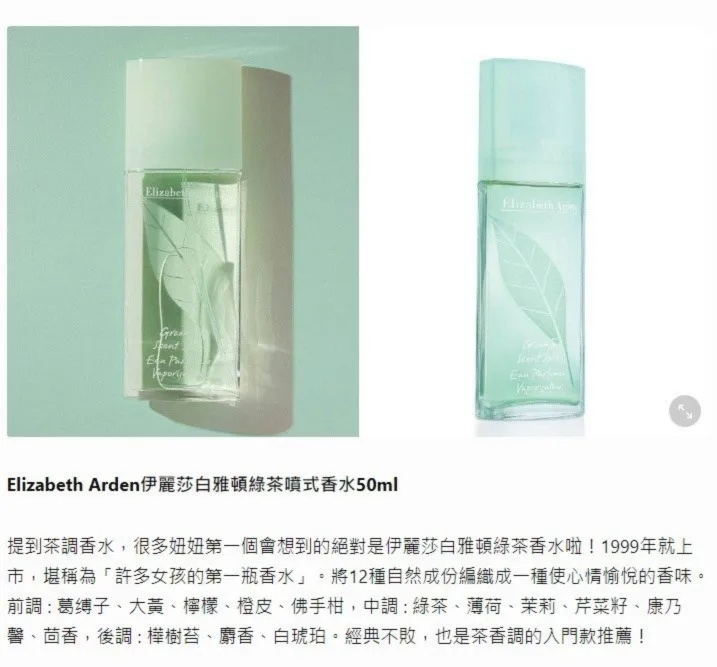 Elizabeth
Green
Scent
Eau
Elizabeth Arden
Scent
Eau Parfumée
Vaporisateur
Elizabeth Arden伊麗莎白雅頓綠茶噴式香水50ml
提到茶調香水，很多妞妞第一個會想到的絕對是伊麗莎白雅頓綠茶香水啦！1999年就上
市，堪稱為「許多女孩的第一瓶香水」。將12種自然成份編織成一種使心情愉悅的香味。
前調：葛縛子、大黃、檸檬、橙皮、佛手柑，中調：綠茶、薄荷、茉莉、芹菜籽、康乃
馨、茴香，後調：樺樹苔、麝香、白琥珀。經典不敗，也是茶香調的入門款推薦！